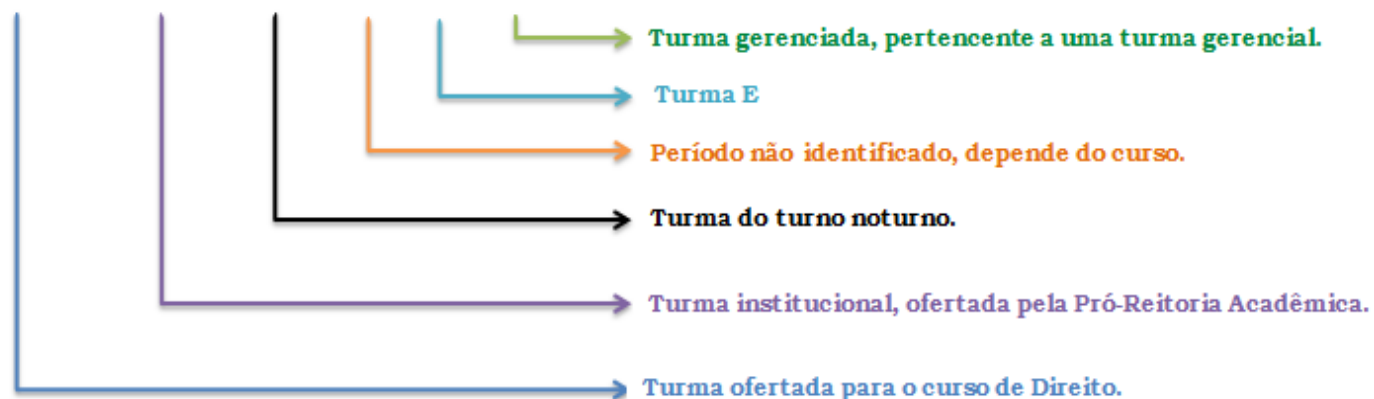 Turma gerenciada, pertencente a uma turma gerencial.
Turma E
Período não identificado, depende do curso.
Turma do turno noturno.
Turma institucional, ofertada pela Pró-Reitoria Acadêmica.
Turma ofertada para o curso de Direito.